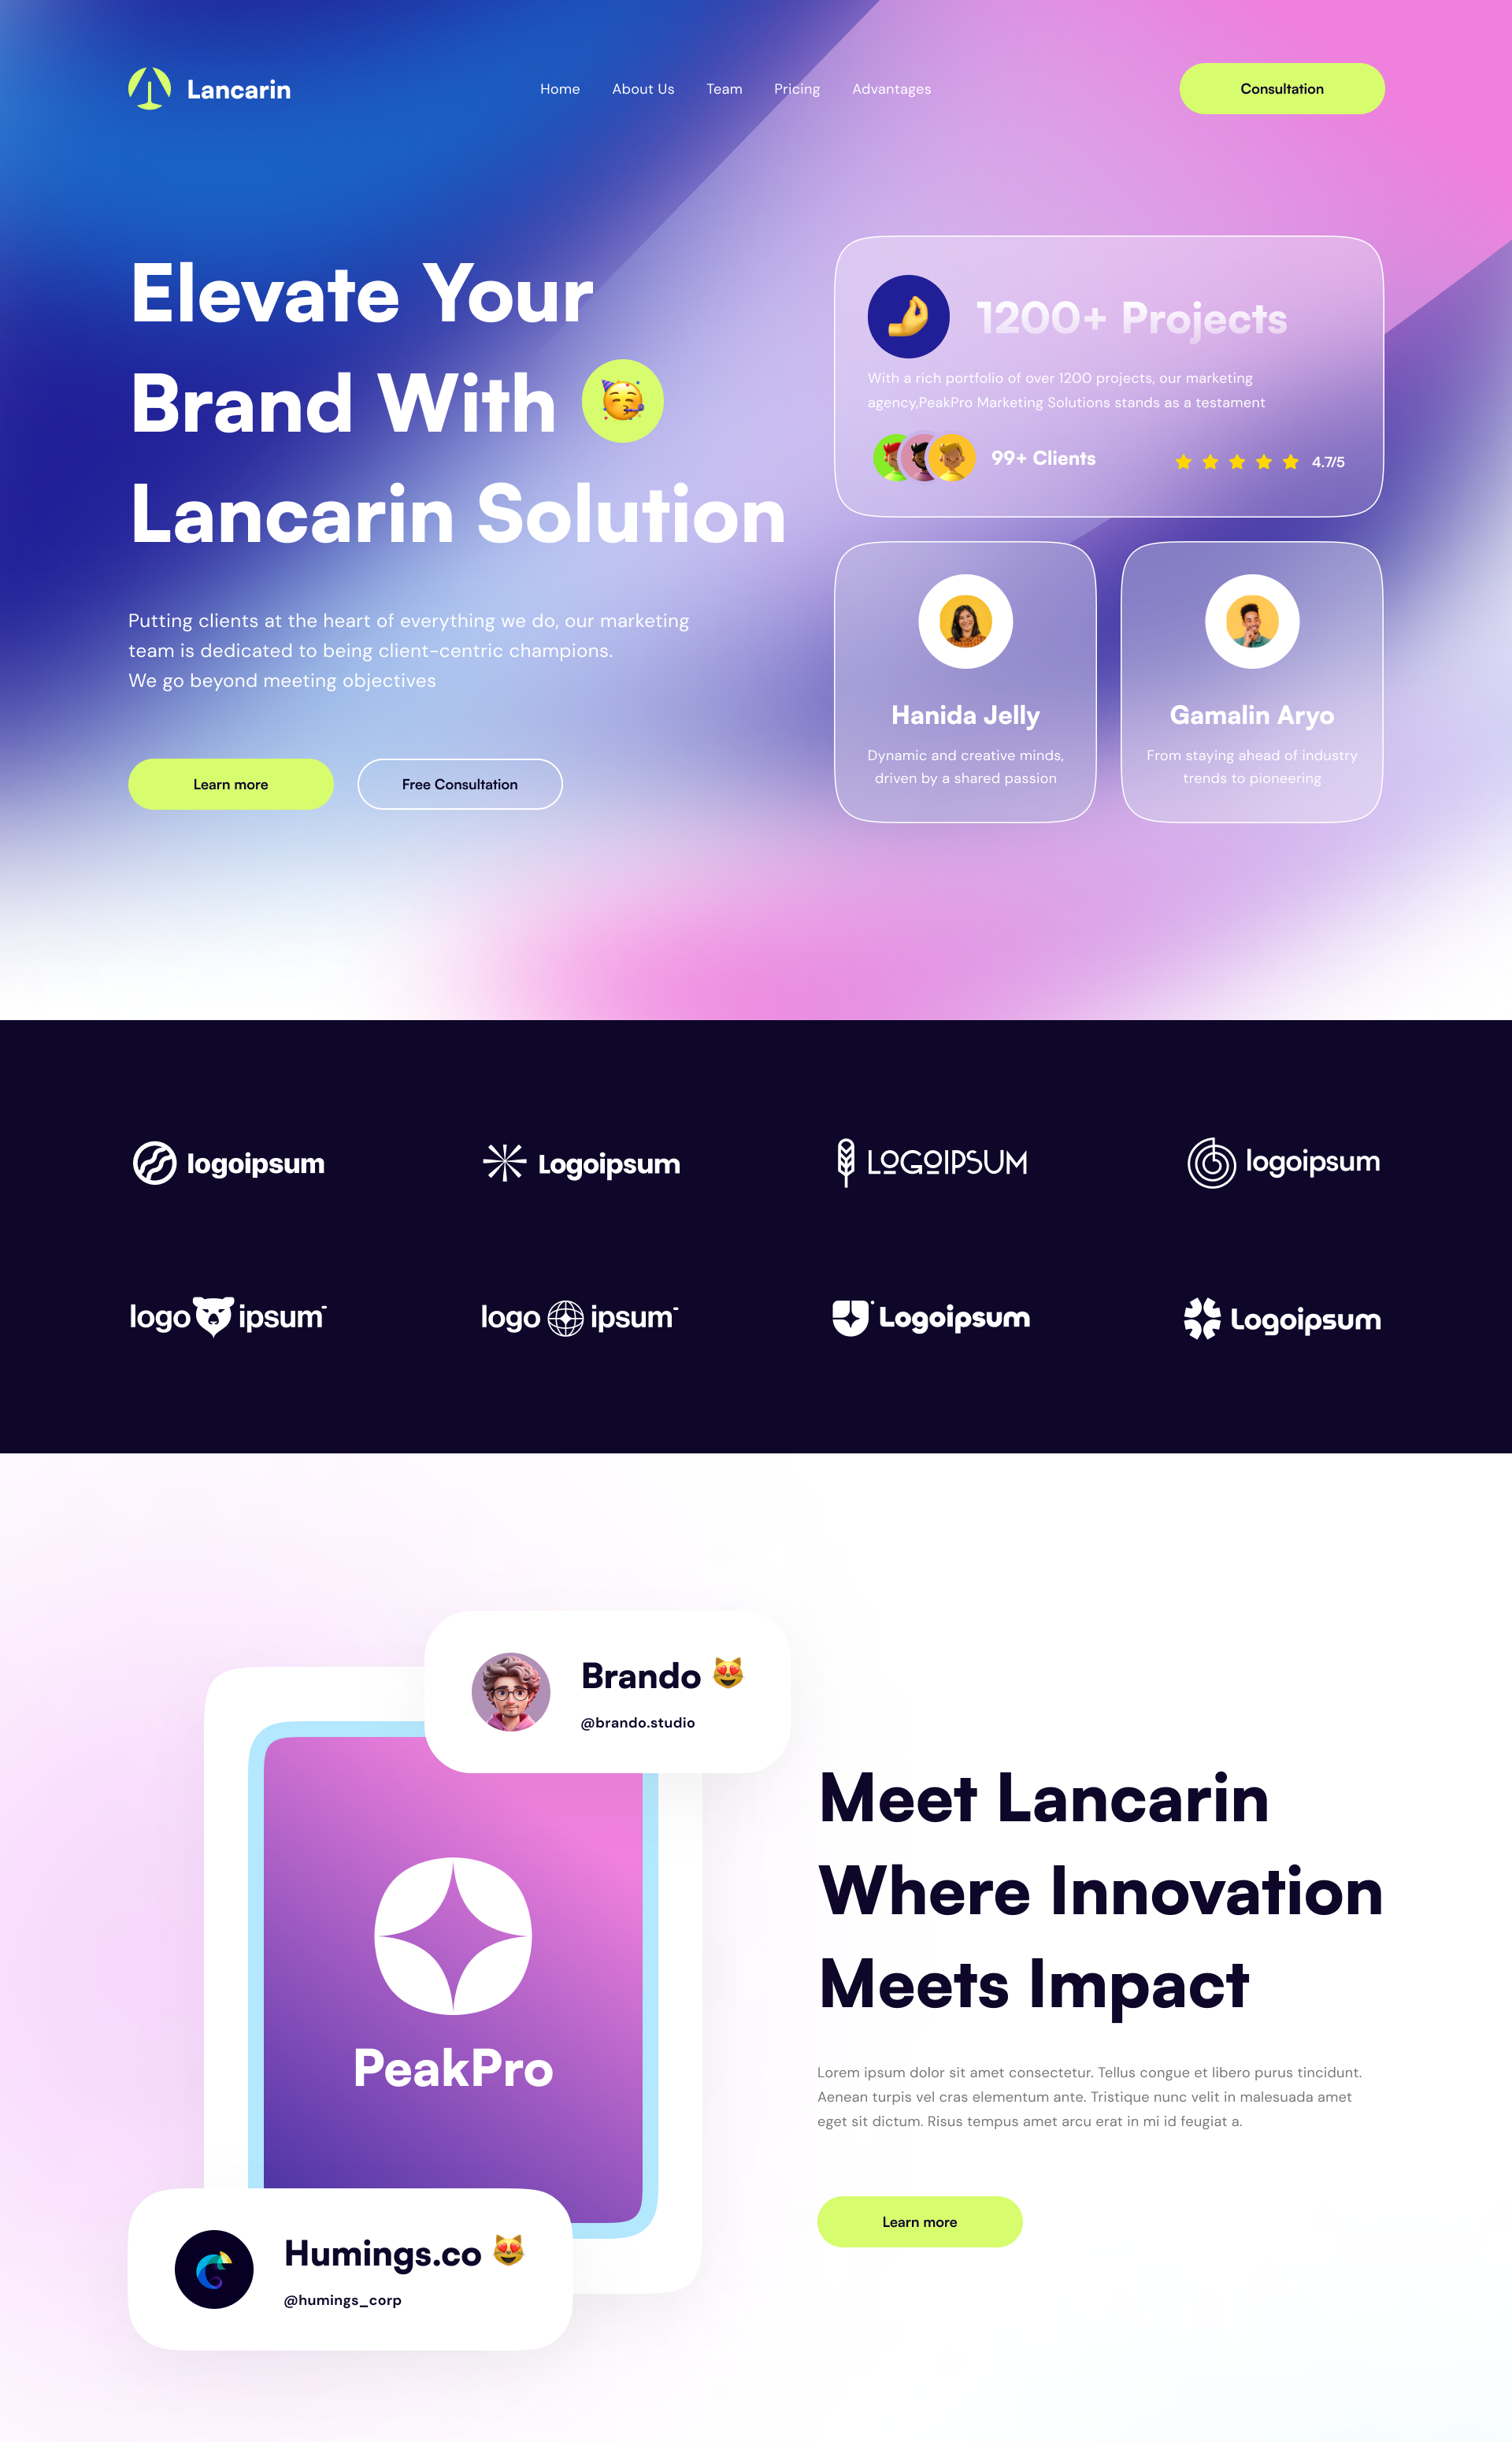 Lancarin
Home
About Us
Team
Pricing
Advantages
Consultation
Elevate Your
Brand With
Lancarin Solution
Putting clients at the heart of everything we do, our marketing
team is dedicated to being client-centric champions.
We go beyond meeting objectives
Learn more
Free Consultation
1200+ Projects
With a rich portfolio of over 1200 projects, our marketing
agency,PeakPro Marketing Solutions stands as a testament
99+ Clients
4.7/5
Hanida Jelly
Dynamic and creative minds,
driven by a shared passion
Gamalin Aryo
From staying ahead of industry
trends to pioneering
logoipsum
Logoipsum
LOGOIPSUM
logoipsum
logo ipsum
logo ipsum
Logoipsum
Logoipsum
Brando
@brando.studio
PeakPro
Humings.co
@humings_corp
Meet Lancarin
Where Innovation
Meets Impact
Lorem ipsum dolor sit amet consectetur. Tellus congue et libero purus tincidunt.
Aenean turpis vel cras elementum ante. Tristique nunc velit in malesuada amet
eget sit dictum. Risus tempus amet arcu erat in mi id feugiat a.
Learn more